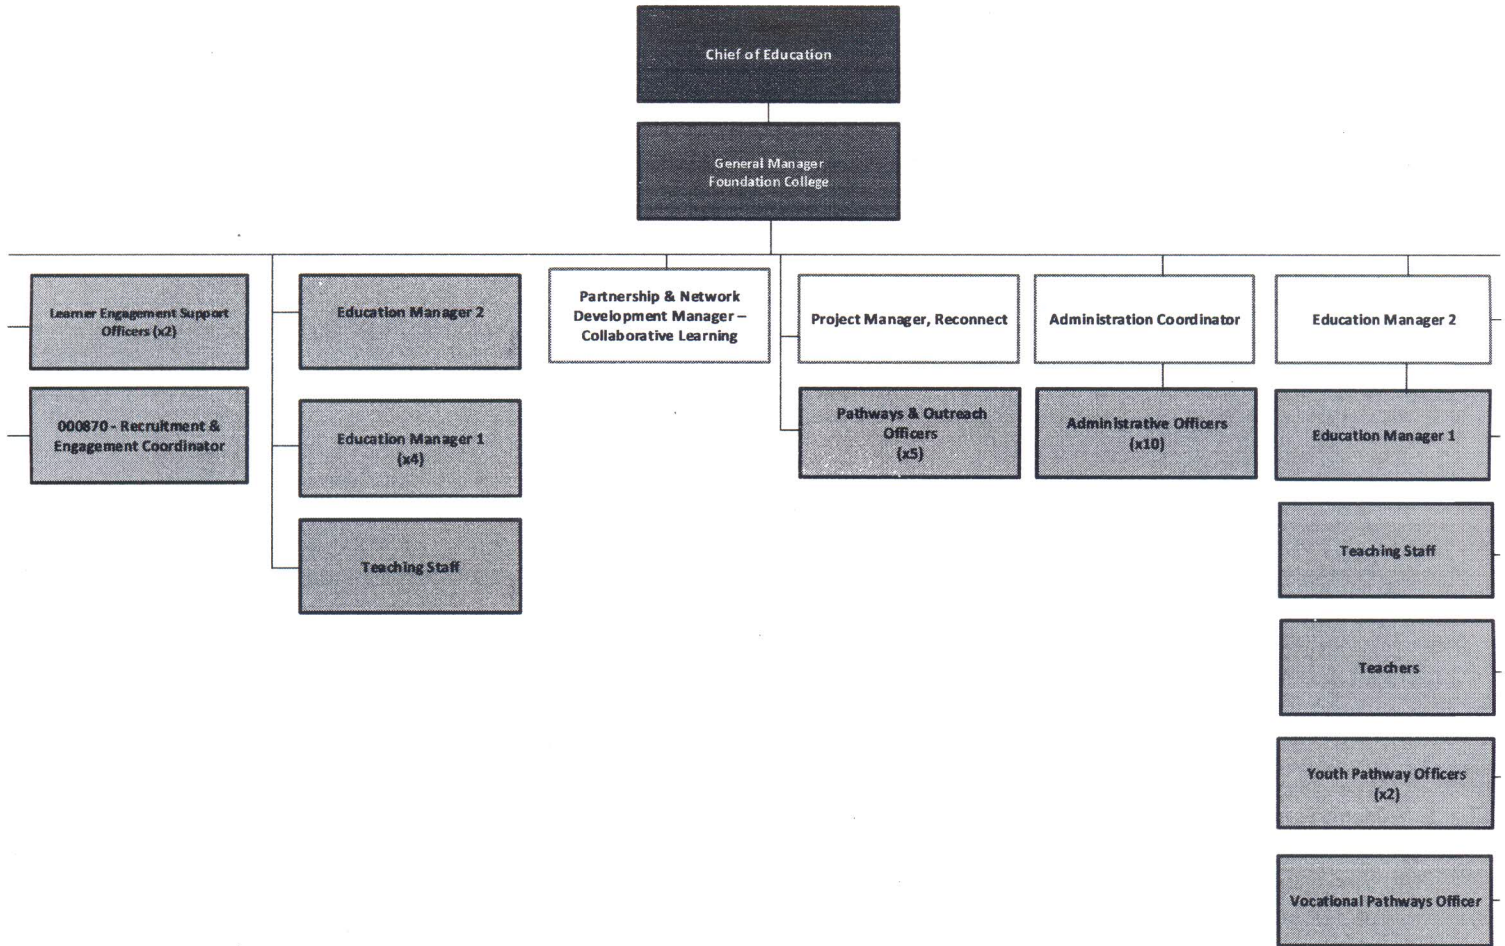 Chief of Education
General Manager
Foundation College
Learner Engagement Support
Officers (x2)
Education Manager 2
Partnership & Network
Development Manager –
Collaborative Learning
Project Manager, Reconnect
Administration Coordinator
Education Manager 2
000870 - Recruitment &
Engagement Coordinator
Education Manager 1
(x4)
Pathways & Outreach
Officers
(x5)
Administrative Officers
(x10)
Education Manager 1
Teaching Staff
Teaching Staff
Teachers
Youth Pathway Officers
(x2)
Vocational Pathways Officer